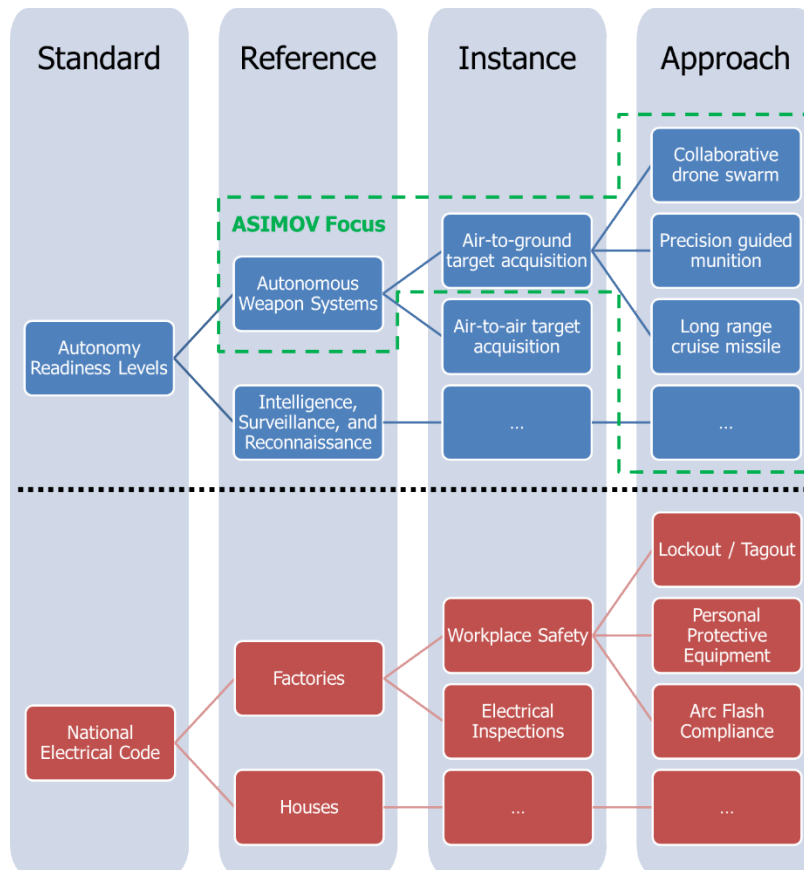 Standard
Reference
Instance
Approach
ASIMOV Focus
Autonomy
Readiness Levels
Autonomous
Weapon Systems
Intelligence,
Surveillance, and
Reconnaissance
Air-to-ground
target acquisition
Air-to-air target
acquisition
...
Collaborative
drone swarm
Precision guided
munition
Long range
cruise missile
...
National
Electrical Code
Factories
Houses
Workplace Safety
Electrical
Inspections
...
Lockout / Tagout
Personal
Protective
Equipment
Arc Flash
Compliance
...